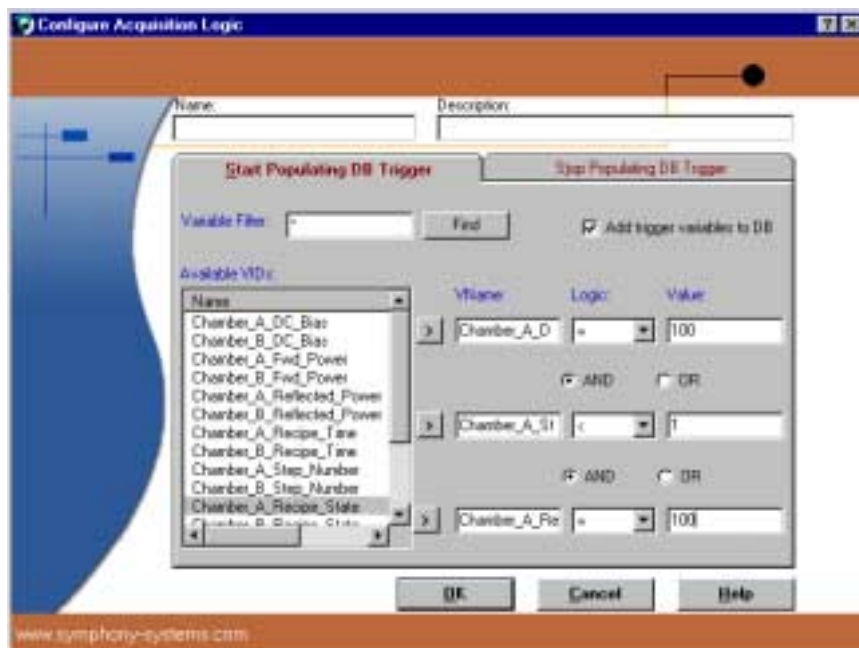 Configure Acquisition Logic
Name:
Description:
Start Populating DB Trigger
Stop Populating DB Trigger
Variable Filter:
*
Find
Add trigger variables to DB
Available VIDs:
VName:
Logic:
Value:
Name
Chamber_A_DC_Bias
Chamber_B_DC_Bias
Chamber_A_Fwd_Power
Chamber_B_Fwd_Power
Chamber_A_Reflected_Power
Chamber_B_Reflected_Power
Chamber_A_Recipe_Time
Chamber_B_Recipe_Time
Chamber_A_Step_Number
Chamber_B_Step_Number
Chamber_A_Recipe_State
Chamber_B_Recipe_State
> Chamber_A_D = 100
AND OR
> Chamber_A_St < 1
AND OR
> Chamber_A_Re = 100
OK
Cancel
Help
www.symphony-systems.com